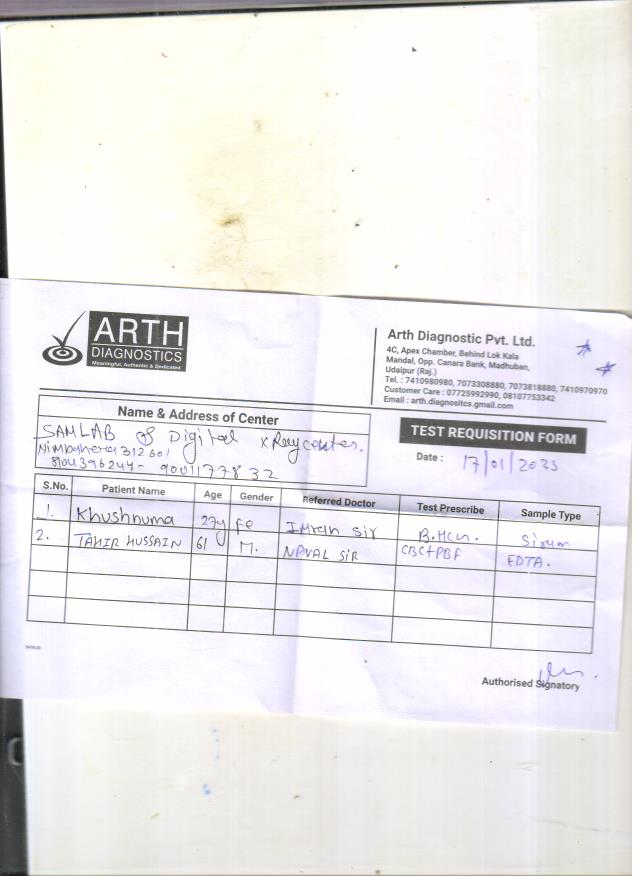 ARTH
DIAGNOSTICS
Meaningful, Authentic & Dedicated
Arth Diagnostic Pvt. Ltd.
4C, Apex Chamber, Behind Lok Kala
Mandal, Opp. Canara Bank, Madhuban,
Udaipur (Raj.)
Tel. : 7410980980, 7073308880, 7073818880, 7410970970
Customer Care : 07725992990, 08107753342
Email : arth.diagnositcs.gmail.com
Name & Address of Center
SAMLAB & Digital xRay center.
Nimbahera 312601
- 9001177832
TEST REQUISITION FORM
Date : 17/01/2023
S.No. Patient Name Age Gender Referred Doctor Test Prescribe Sample Type
1. Khushnuma 27y fe Imran Sir B.HCG. Sirum
2. TAHIR HUSSAIN 61 M. NAVAL SIR CBC+PBF EDTA.
Authorised Signatory